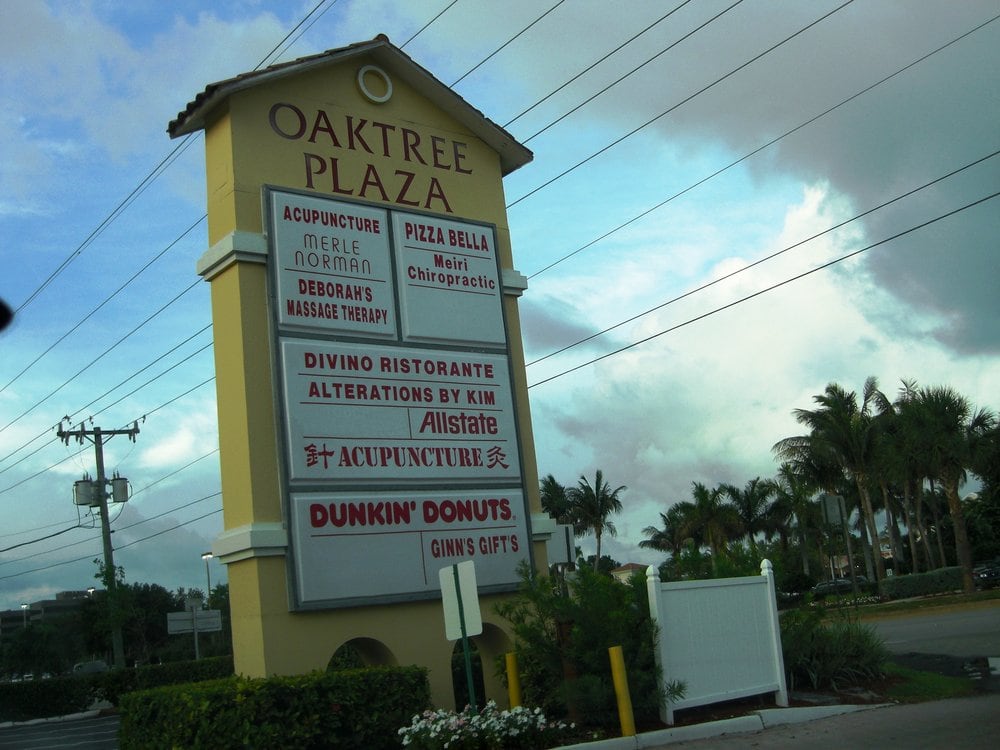 OAKTREE
PLAZA
ACUPUNCTURE
MERLE
NORMAN
DEBORAH'S
MASSAGE THERAPY
PIZZA BELLA
Meiri
Chiropractic
DIVINO RISTORANTE
ALTERATIONS BY KIM
Allstate
針 ACUPUNCTURE 灸
DUNKIN' DONUTS®
GINN'S GIFT'S